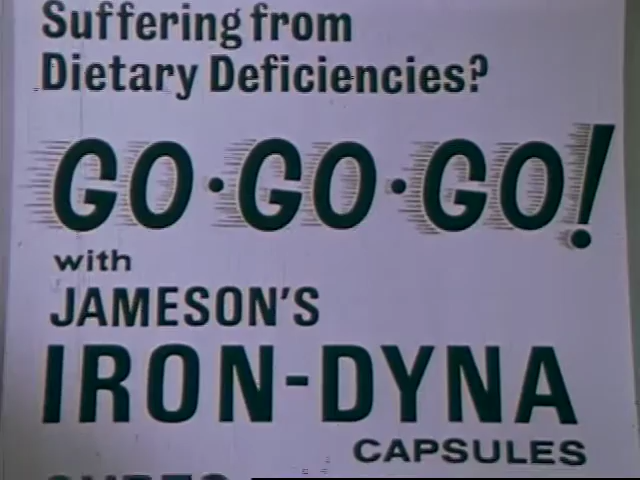 Suffering from
Dietary Deficiencies?
GO·GO·GO!
with
JAMESON'S
IRON-DYNA
CAPSULES